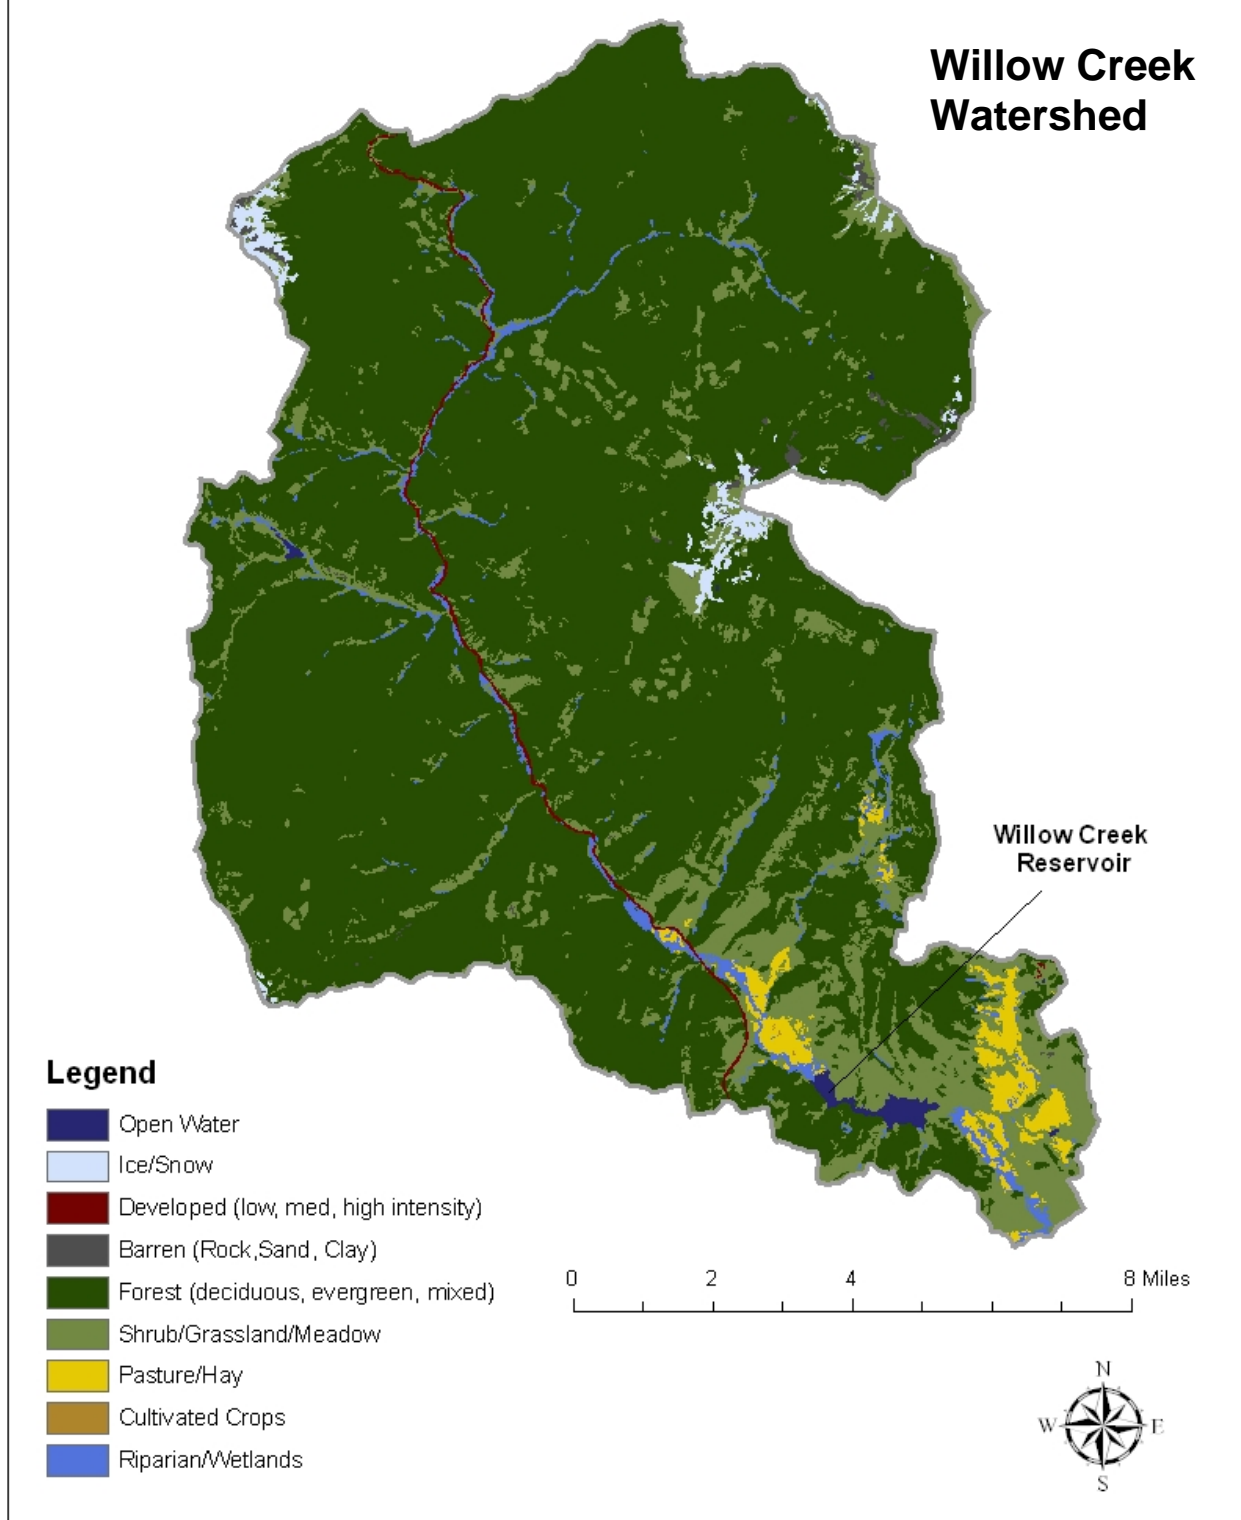 Willow Creek
Watershed
Willow Creek
Reservoir
Legend
Open Water
Ice/Snow
Developed (low, med, high intensity)
Barren (Rock,Sand, Clay)
Forest (deciduous, evergreen, mixed)
Shrub/Grassland/Meadow
Pasture/Hay
Cultivated Crops
Riparian/Wetlands
0 2 4 8 Miles
N
W E
S